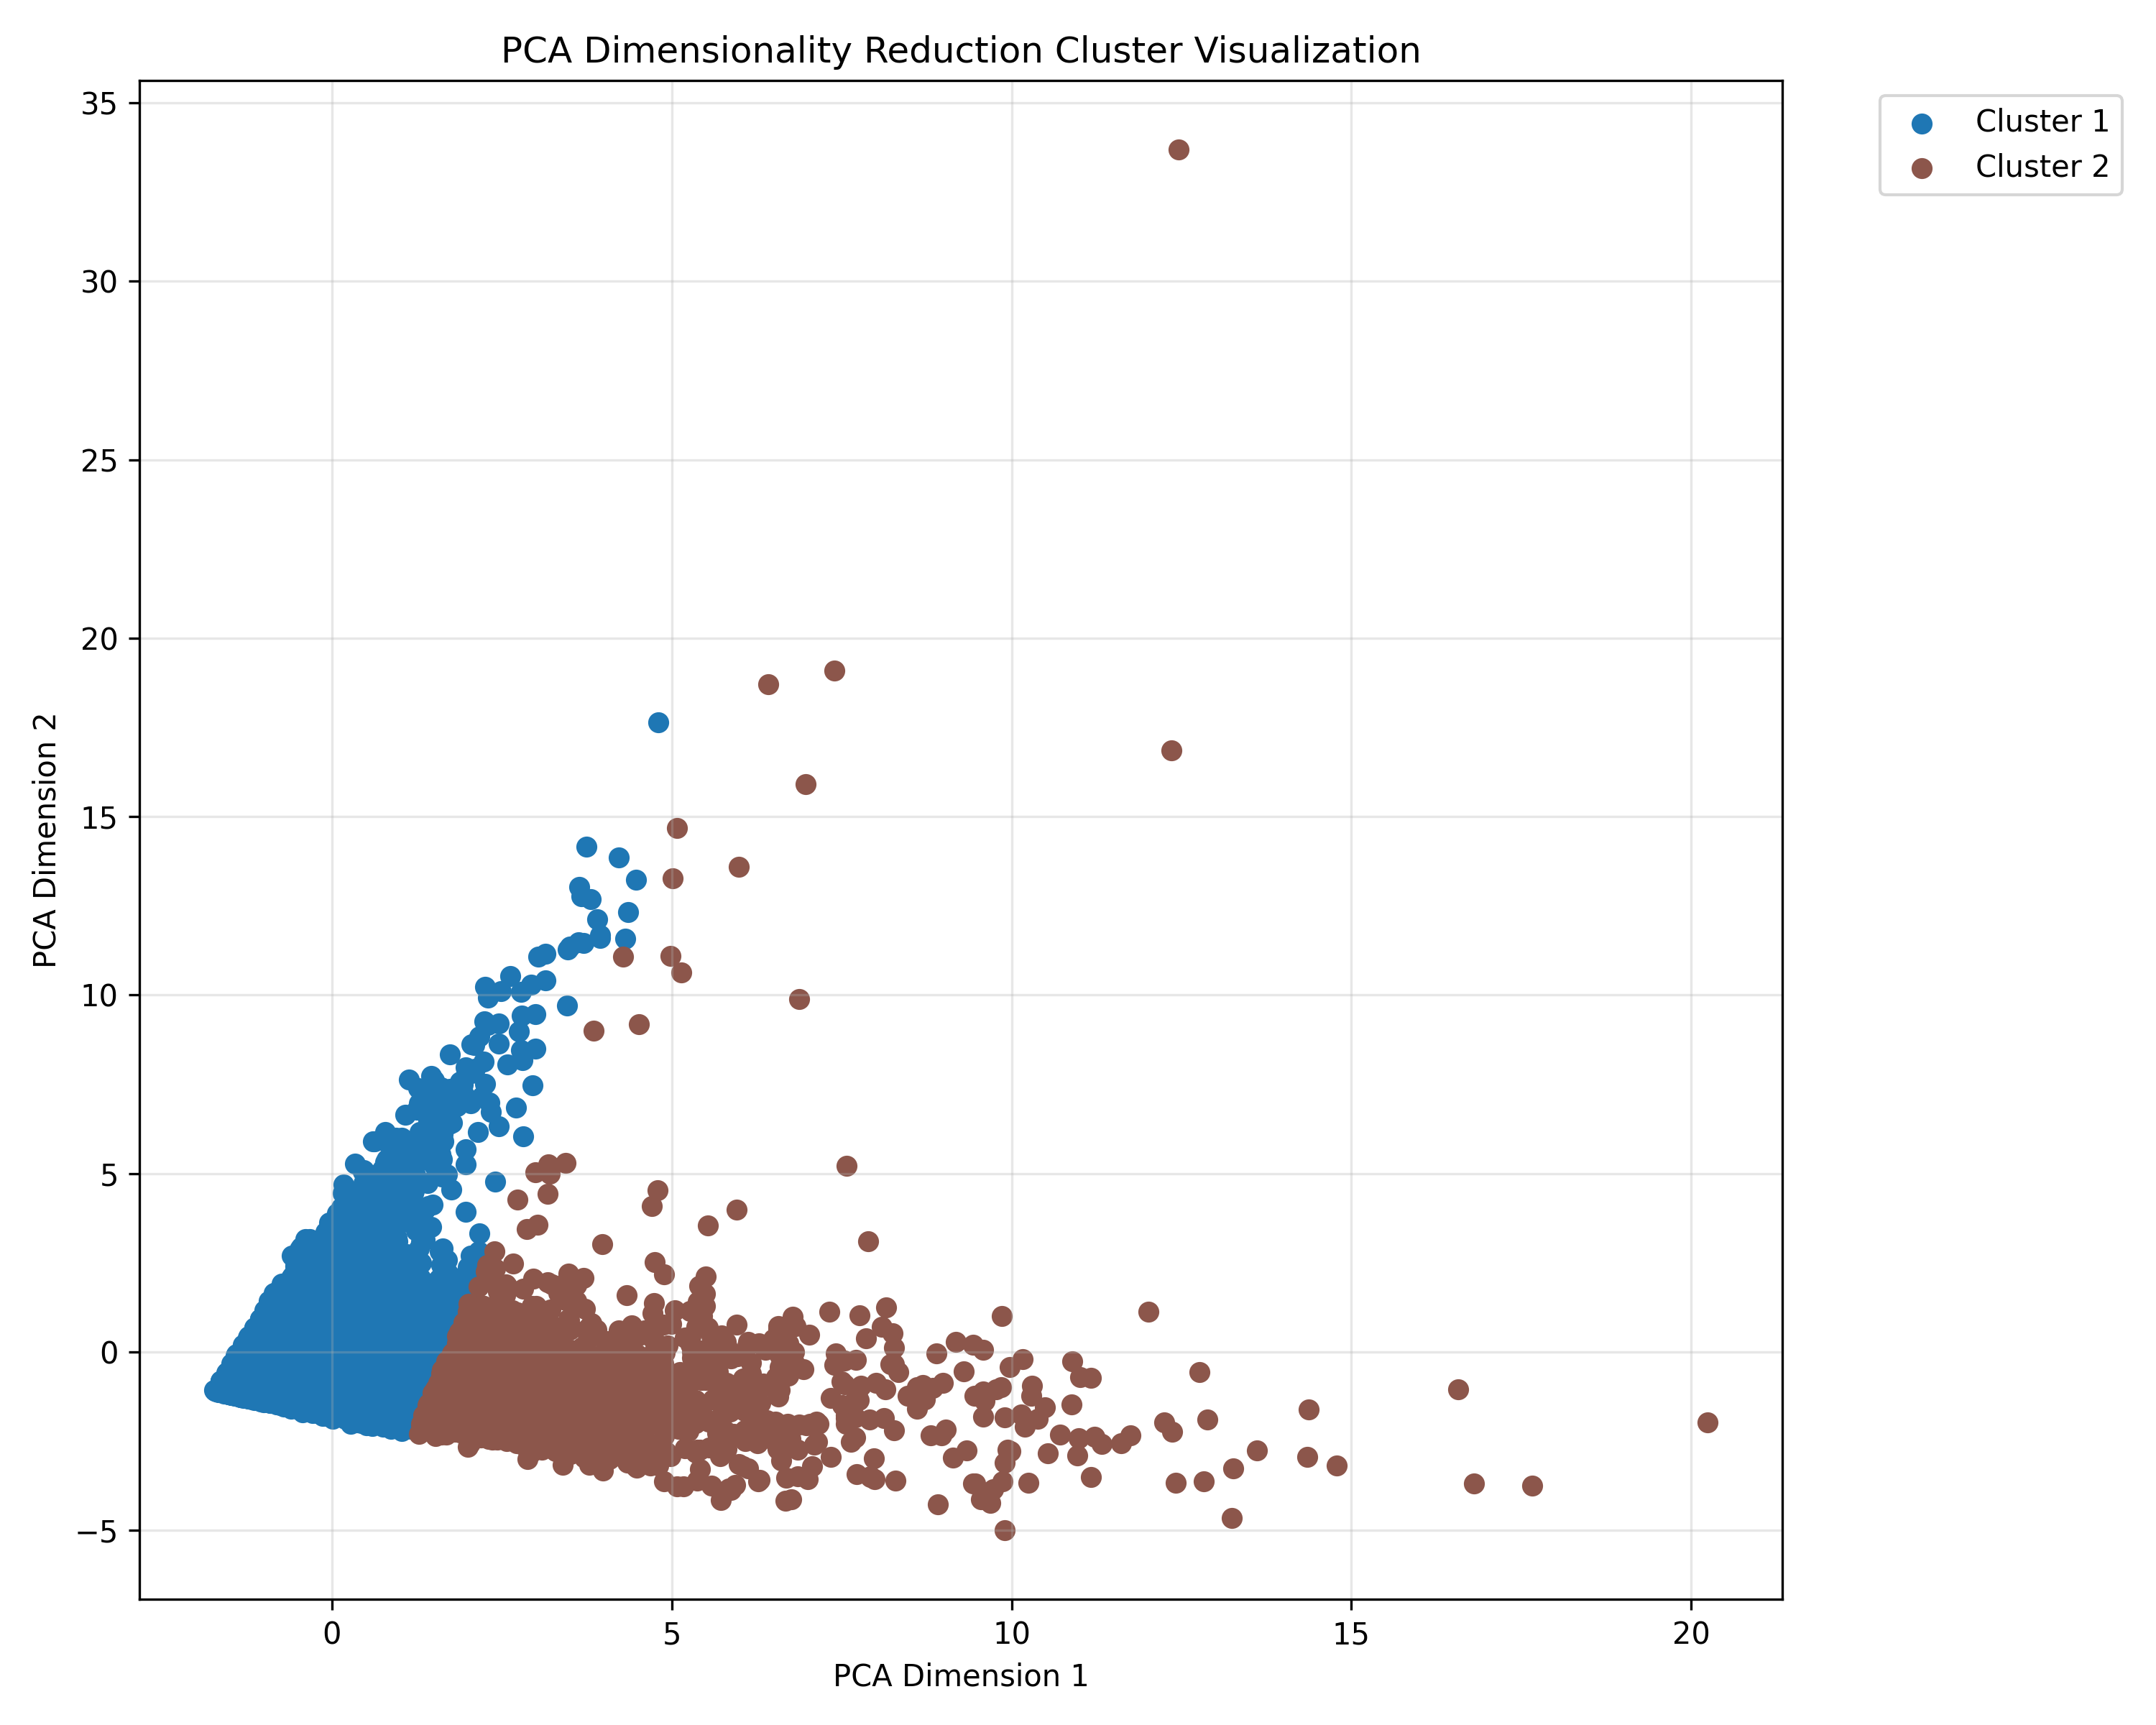 PCA Dimensionality Reduction Cluster Visualization
Cluster 1
Cluster 2
PCA Dimension 2
35
30
25
20
15
10
5
0
−5
0
5
10
15
20
PCA Dimension 1